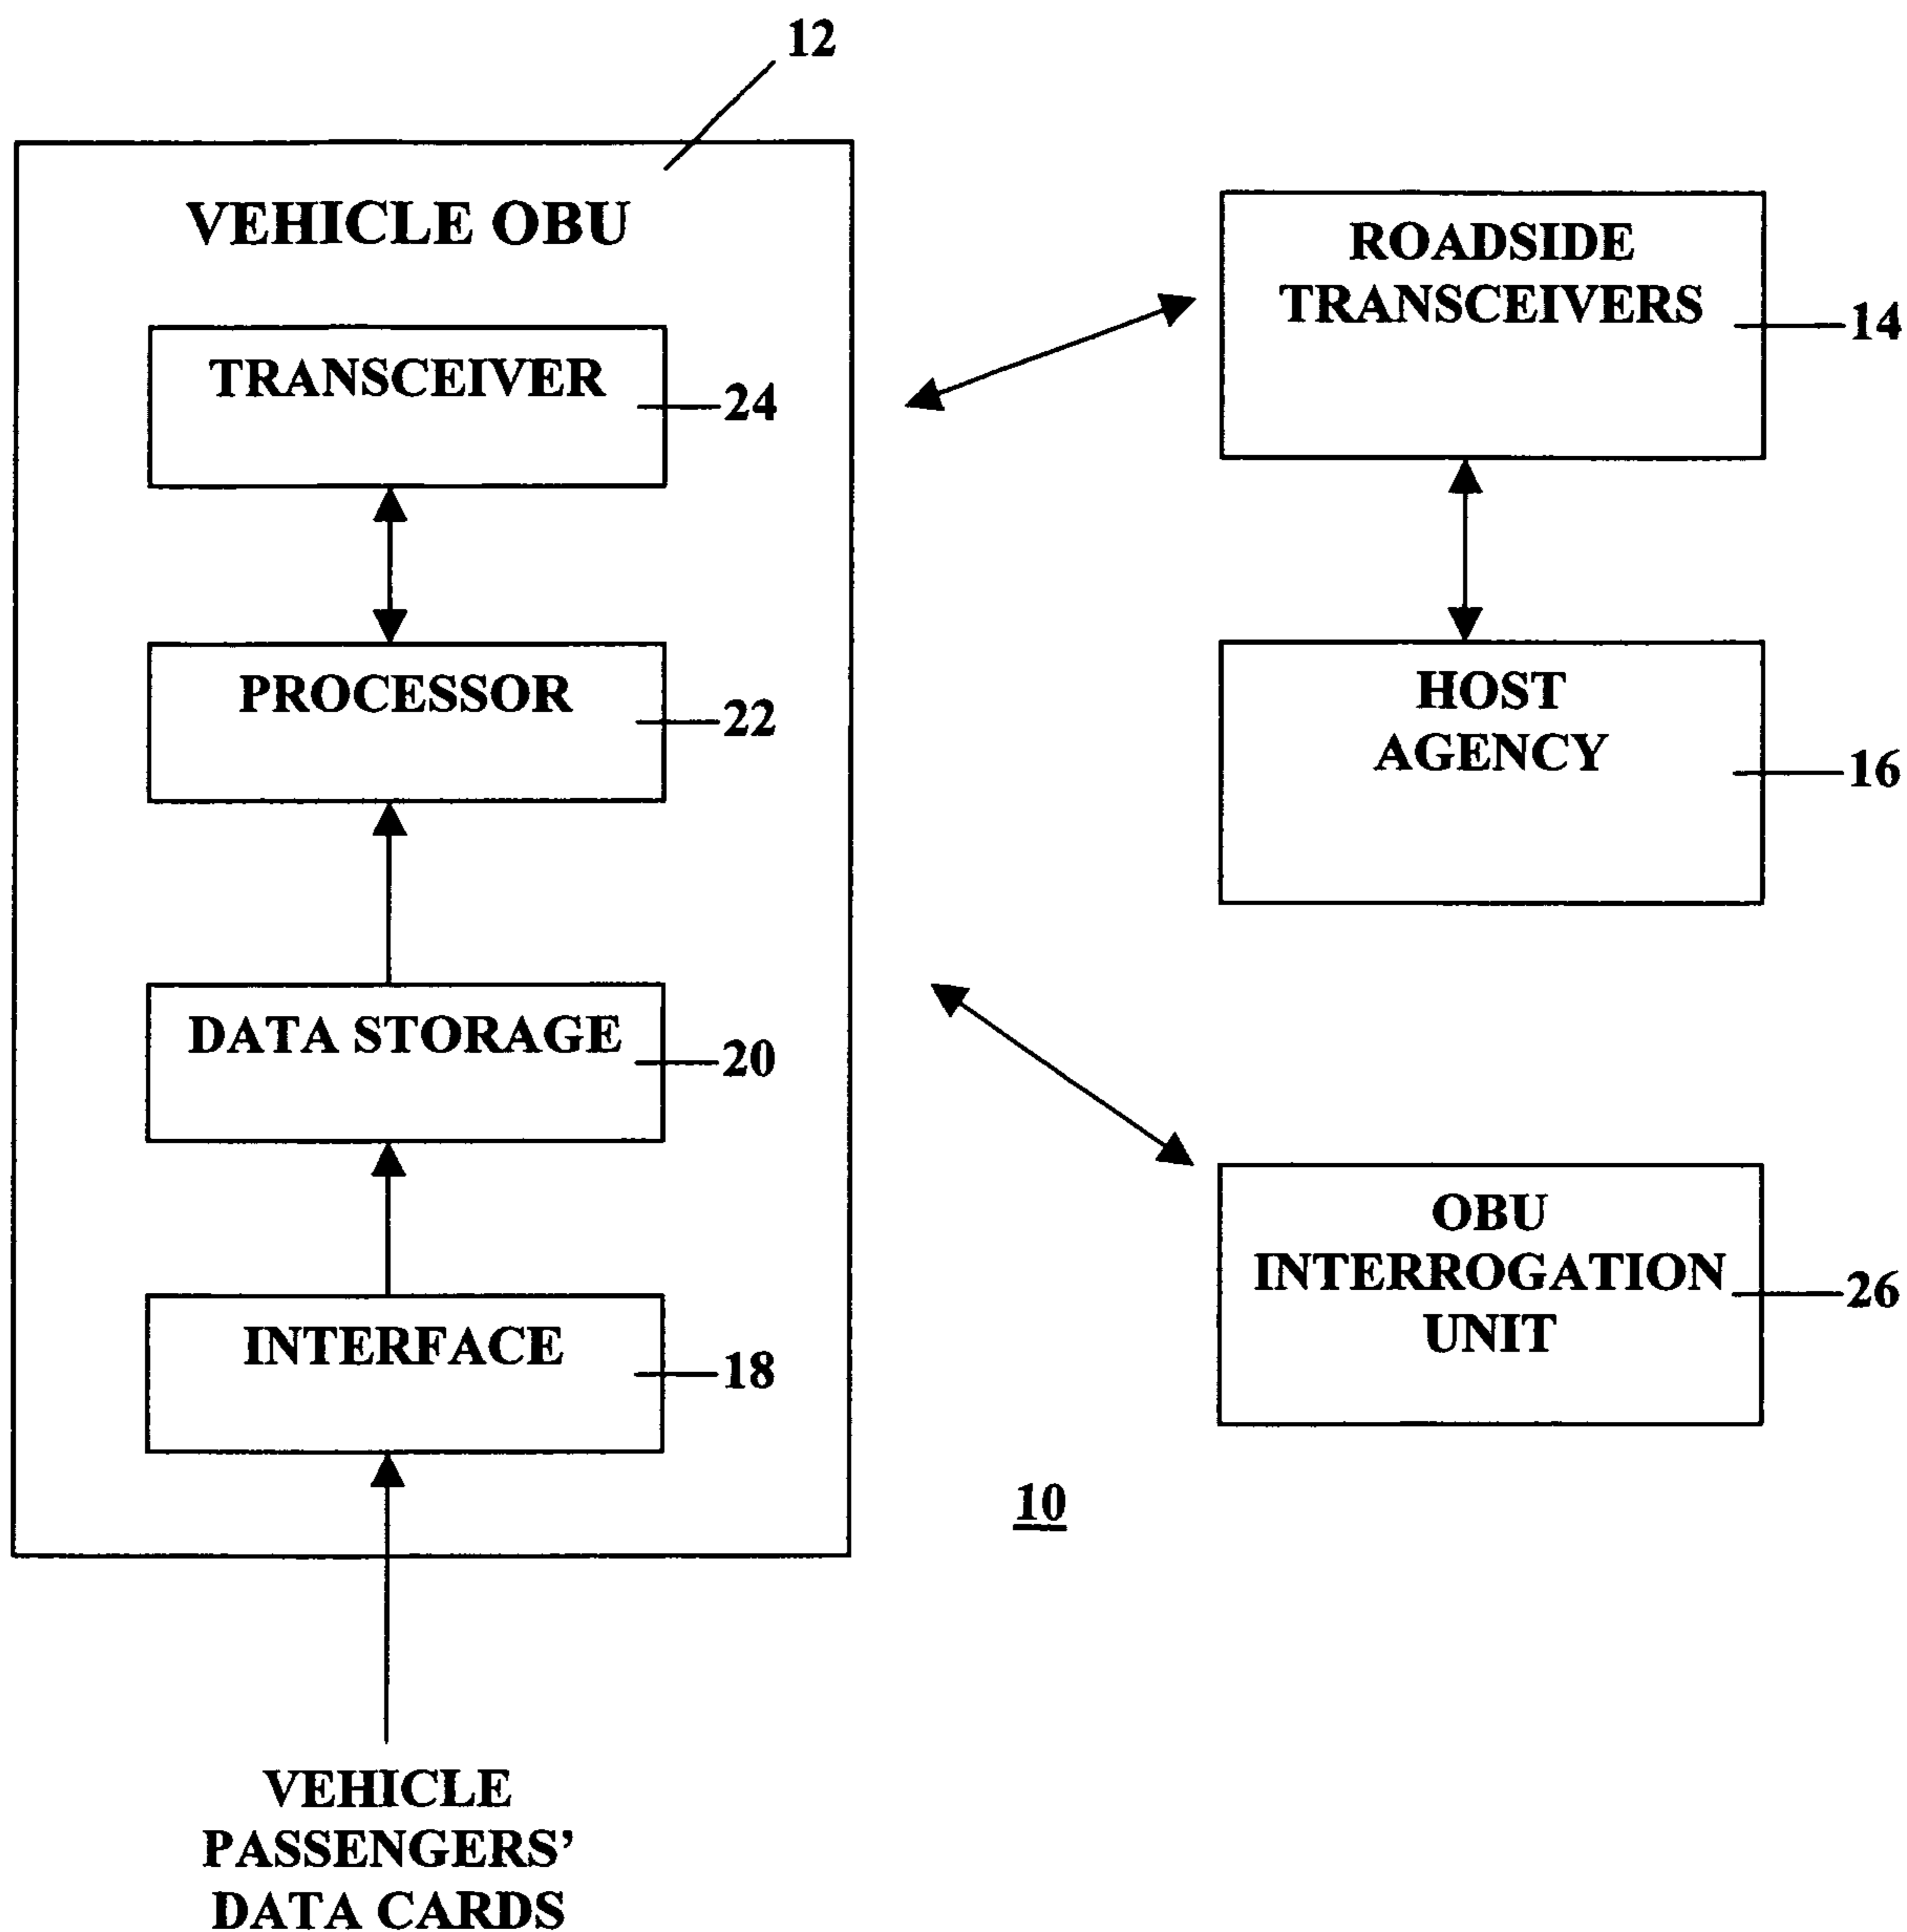 12
VEHICLE OBU
TRANSCEIVER
24
PROCESSOR
22
DATA STORAGE
20
INTERFACE
18
VEHICLE
PASSENGERS'
DATA CARDS
ROADSIDE
TRANSCEIVERS
14
HOST
AGENCY
16
OBU
INTERROGATION
UNIT
26
10